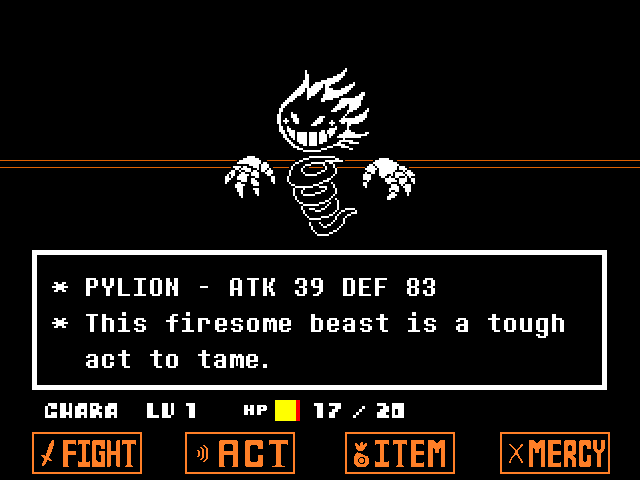 * PYLION - ATK 39 DEF 83
* This firesome beast is a tough
act to tame.
CHARA LV 1 HP 17 / 20
FIGHT ACT ITEM MERCY